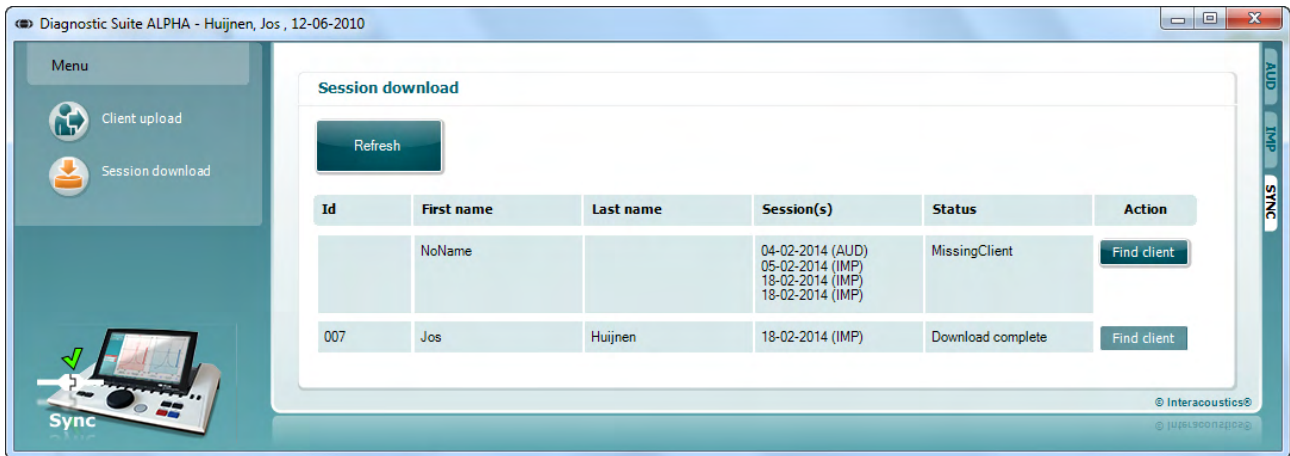 Diagnostic Suite ALPHA - Huijnen, Jos , 12-06-2010
Menu
Client upload
Session download
Sync
Session download
Refresh
Id First name Last name Session(s) Status Action
NoName 04-02-2014 (AUD) MissingClient Find client
05-02-2014 (IMP)
18-02-2014 (IMP)
18-02-2014 (IMP)
007 Jos Huijnen 18-02-2014 (IMP) Download complete Find client
© Interacoustics®
AUD
IMP
SYNC